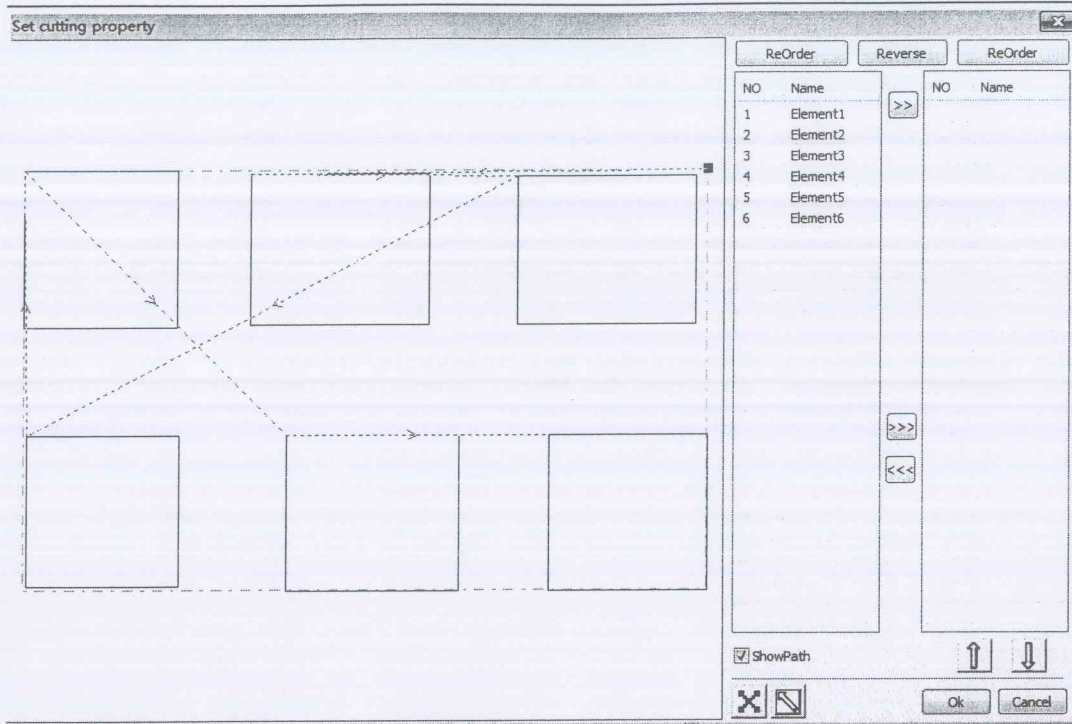 Set cutting property
ReOrder Reverse ReOrder
NO Name >> NO Name
1 Element1
2 Element2
3 Element3
4 Element4
5 Element5
6 Element6
>>>
<<<
ShowPath
Ok Cancel